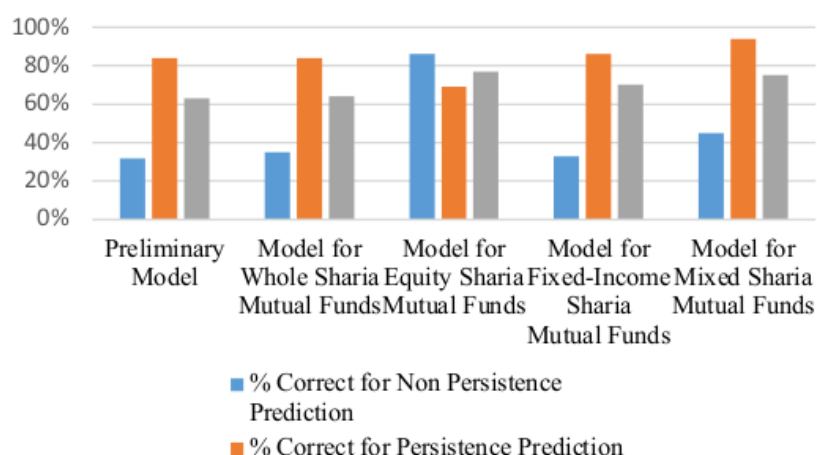 100%
80%
60%
40%
20%
0%
Preliminary
Model
Model for
Whole Sharia
Mutual Funds
Model for
Equity Sharia
Mutual Funds
Model for
Fixed-Income
Sharia
Mutual Funds
Model for
Mixed Sharia
Mutual Funds
% Correct for Non Persistence
Prediction
% Correct for Persistence Prediction